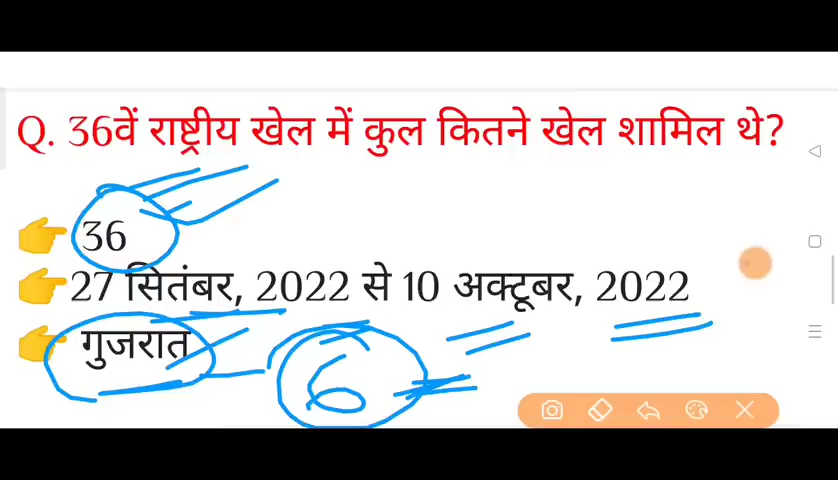 Q. 36वें राष्ट्रीय खेल में कुल कितने खेल शामिल थे?
36
27 सितंबर, 2022 से 10 अक्टूबर, 2022
गुजरात
6